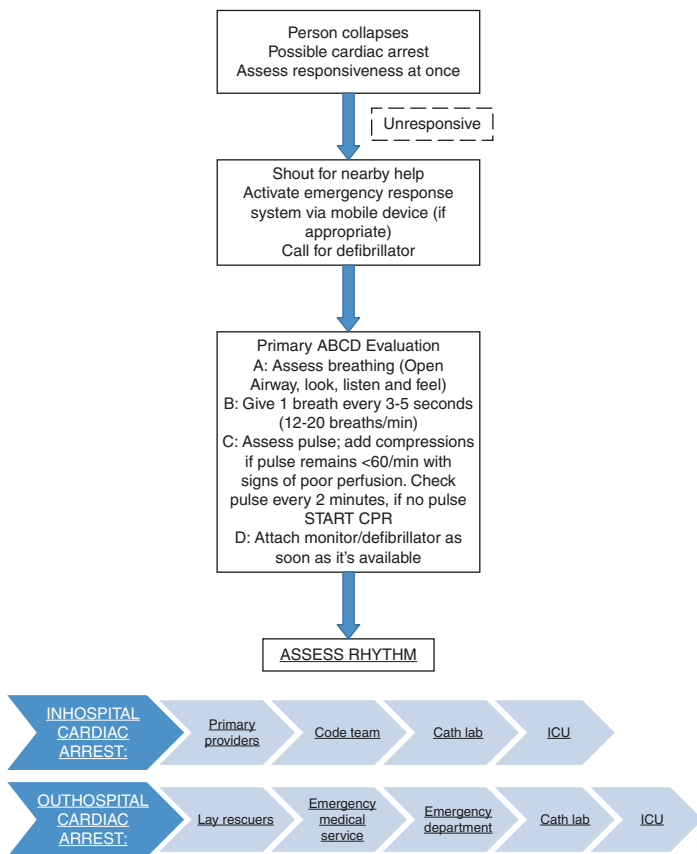 Person collapses
Possible cardiac arrest
Assess responsiveness at once
Unresponsive
Shout for nearby help
Activate emergency response
system via mobile device (if
appropriate)
Call for defibrillator
Primary ABCD Evaluation
A: Assess breathing (Open
Airway, look, listen and feel)
B: Give 1 breath every 3-5 seconds
(12-20 breaths/min)
C: Assess pulse; add compressions
if pulse remains <60/min with
signs of poor perfusion. Check
pulse every 2 minutes, if no pulse
START CPR
D: Attach monitor/defibrillator as
soon as it's available
ASSESS RHYTHM
INHOSPITAL
CARDIAC
ARREST:
Primary
providers
Code team
Cath lab
ICU
OUTHOSPITAL
CARDIAC
ARREST:
Lay rescuers
Emergency
medical
service
Emergency
department
Cath lab
ICU